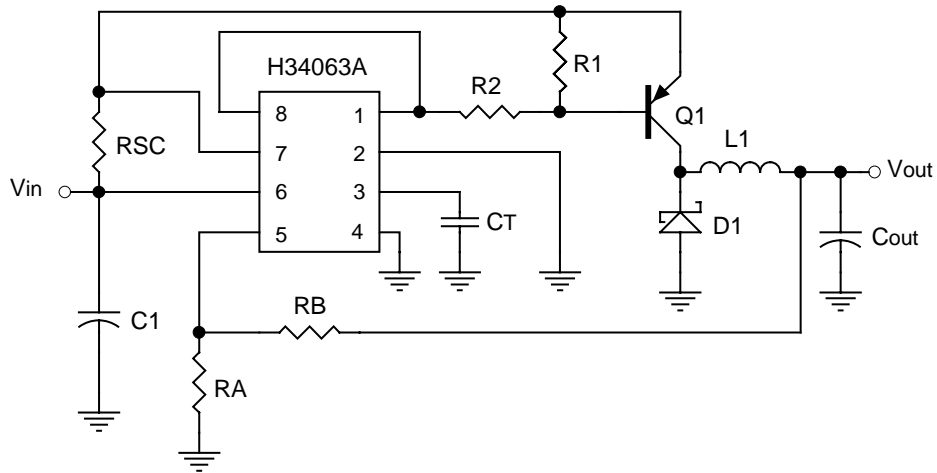 H34063A
R1
R2
Q1
8
1
RSC
7
2
L1
Vin
6
3
Vout
5
4
CT
D1
Cout
C1
RB
RA